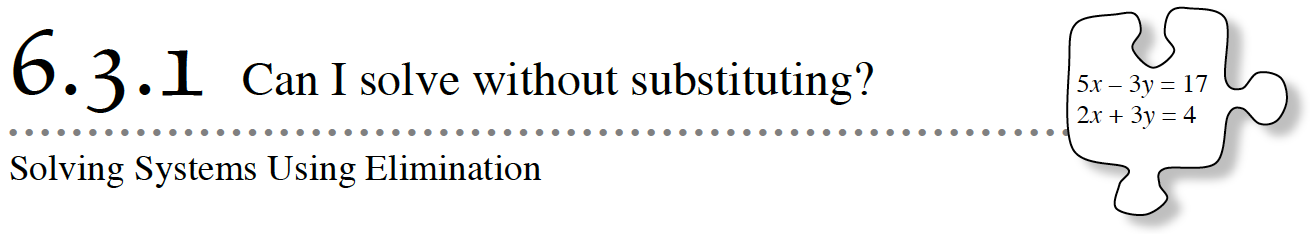 6.3.1 Can I solve without substituting?
5x – 3y = 17
2x + 3y = 4
Solving Systems Using Elimination